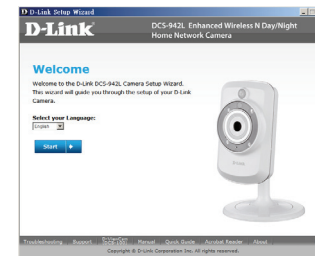 D D-Link Setup Wizard
D-Link
DCS-942L Enhanced Wireless N Day/Night
Home Network Camera
Welcome
Welcome to the D-Link DCS-942L Camera Setup Wizard.
This wizard will guide you through the setup of your D-Link
Camera.
Select your Language:
English
Start
D-Link
Troubleshooting Support Manual Quick Guide Acrobat Reader About
Copyright © D-Link Corporation Inc. All rights reserved.